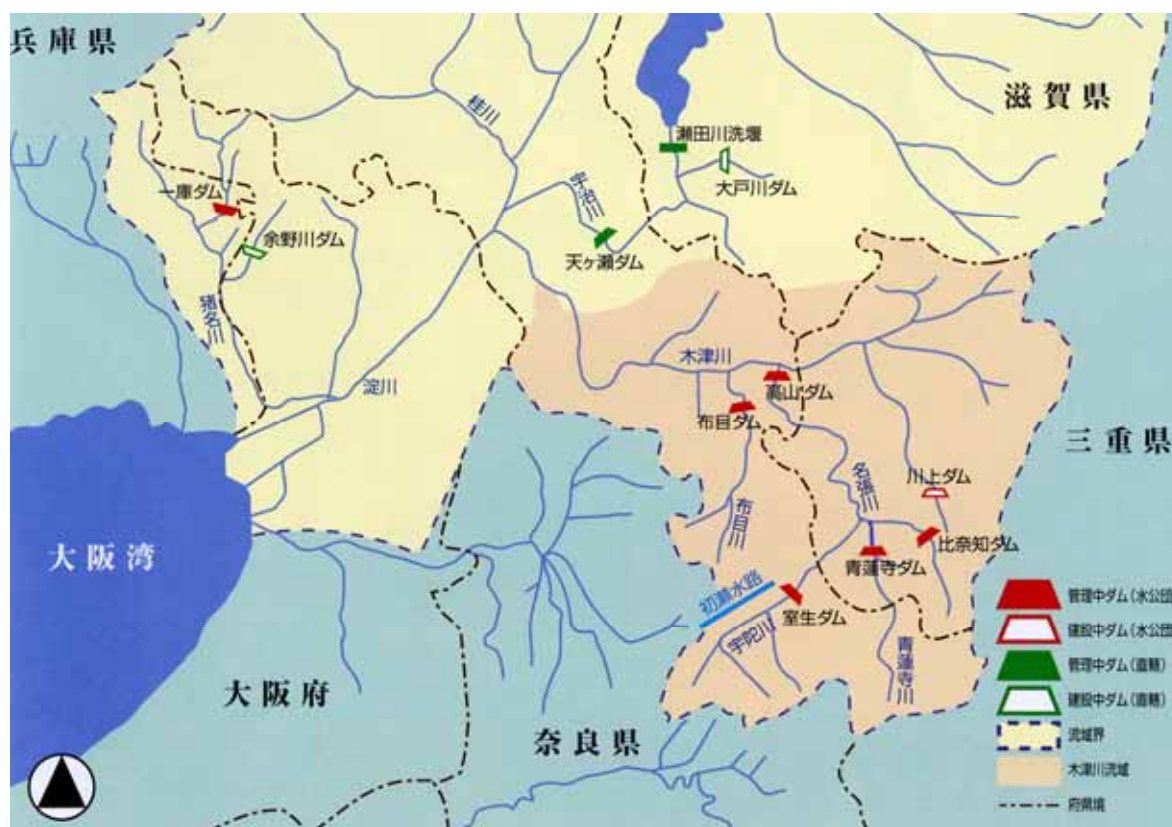 兵庫県
滋賀県
桂川
瀬田川洗堰
大戸川ダム
一庫ダム
宇治川
余野川ダム
天ヶ瀬ダム
猪名川
淀川
木津川
高山ダム
布目ダム
三重県
名張川
川上ダム
布目川
比奈知ダム
青蓮寺ダム
大阪湾
初瀬水路
室生ダム
宇陀川
青蓮寺川
大阪府
奈良県
管理中ダム(水公団
建設中ダム(水公団
管理中ダム(直轄)
建設中ダム(直轄)
流域界
木津川流域
府県境